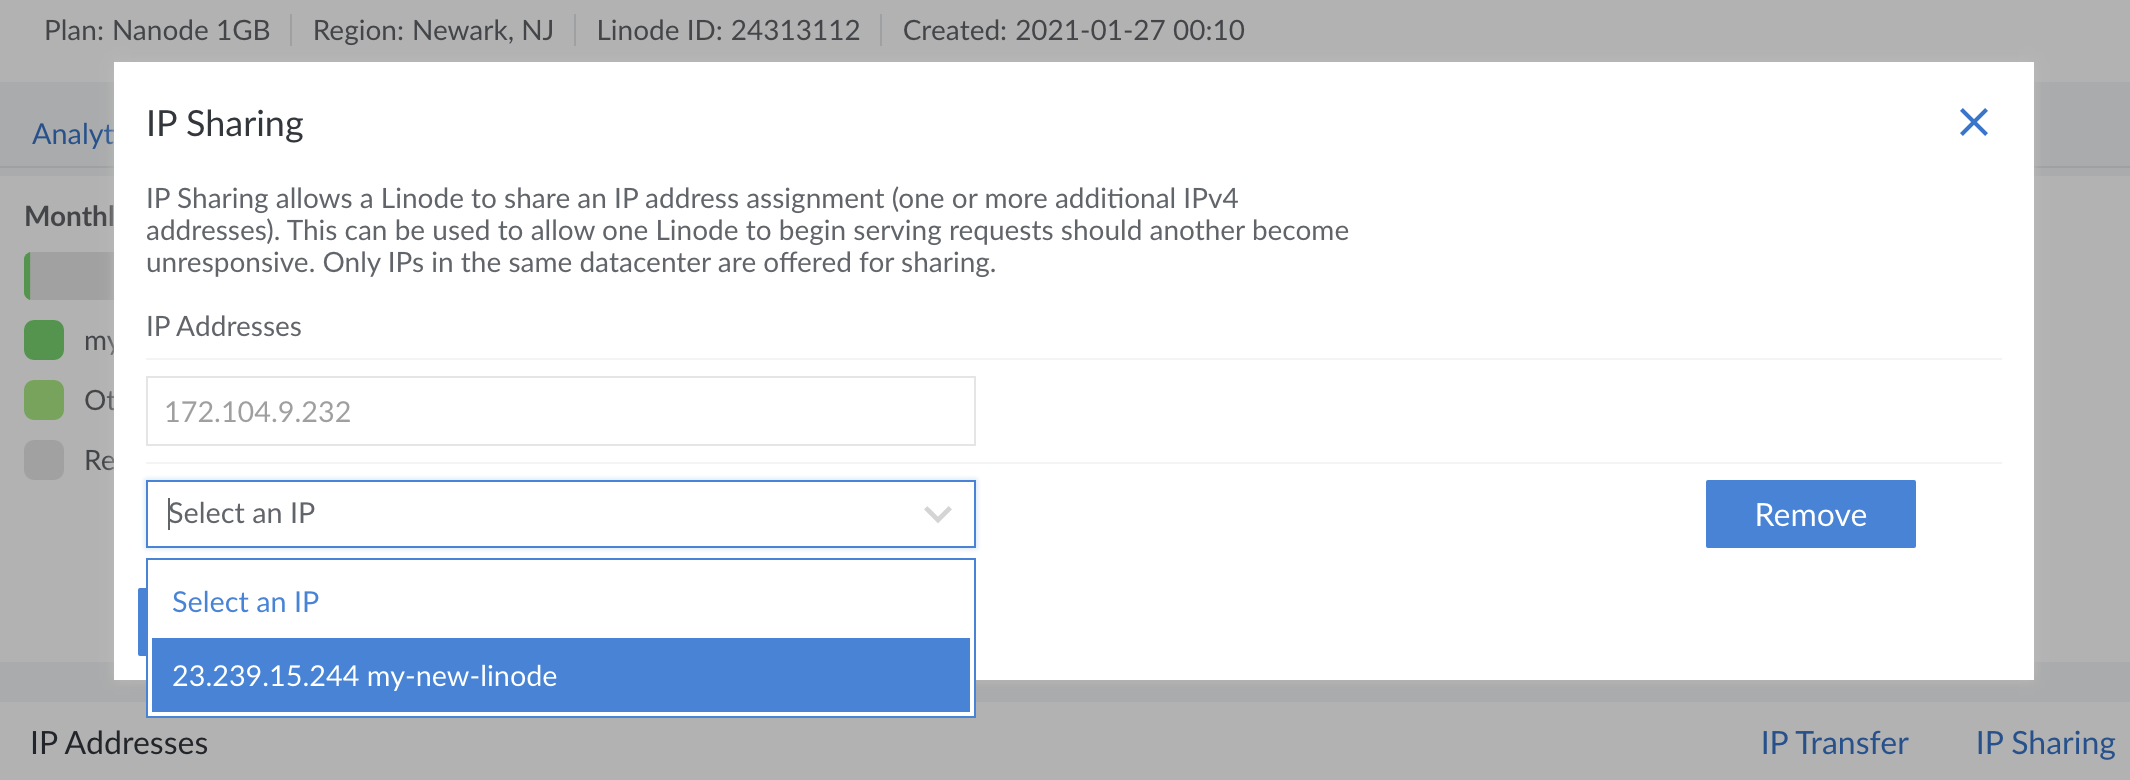 Plan: Nanode 1GB Region: Newark, NJ Linode ID: 24313112 Created: 2021-01-27 00:10
IP Sharing
Analyt
IP Sharing allows a Linode to share an IP address assignment (one or more additional IPv4
addresses). This can be used to allow one Linode to begin serving requests should another become
unresponsive. Only IPs in the same datacenter are offered for sharing.
Monthl
IP Addresses
my
172.104.9.232
Ot
Re
Select an IP
Remove
Select an IP
23.239.15.244 my-new-linode
IP Addresses IP Transfer IP Sharing